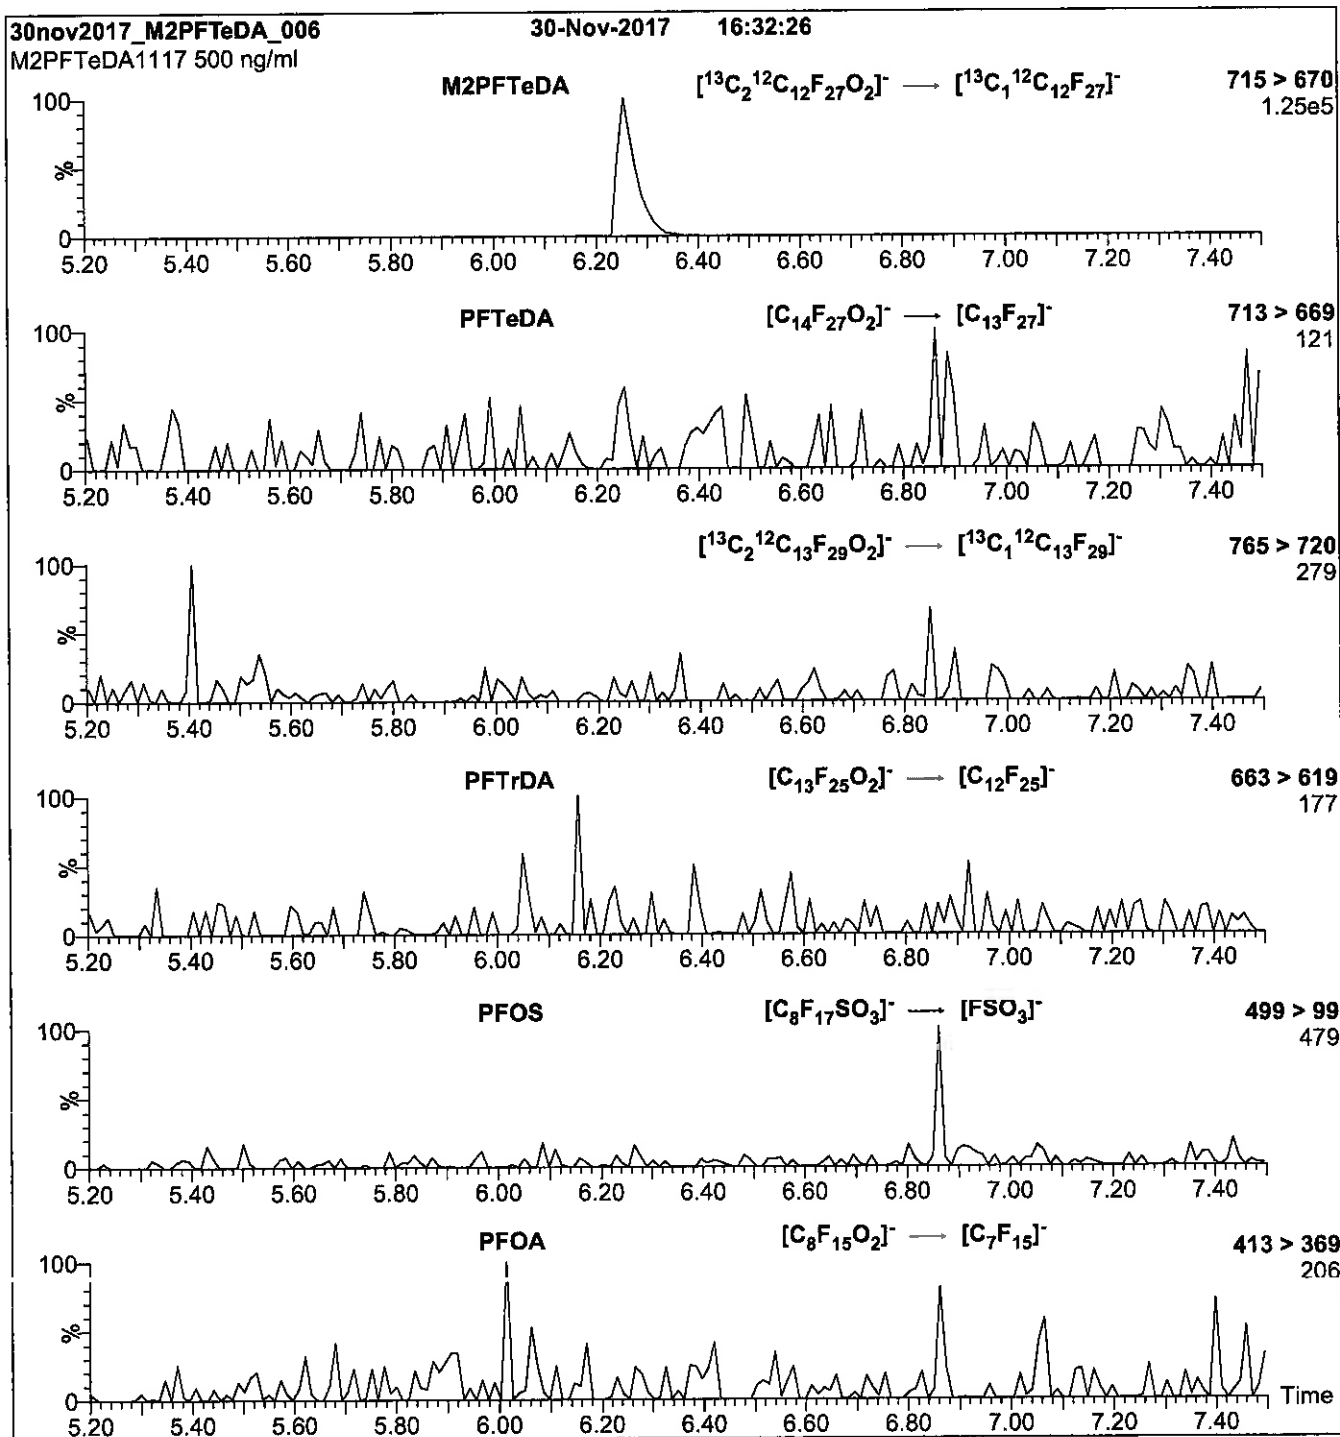 30nov2017_M2PFTeDA_006 30-Nov-2017 16:32:26
M2PFTeDA1117 500 ng/ml
M2PFTeDA [¹³C₂¹²C₁₂F₂₇O₂]⁻ → [¹³C₁¹²C₁₂F₂₇]⁻ 715 > 670
1.25e5
100
%
0
5.20 5.40 5.60 5.80 6.00 6.20 6.40 6.60 6.80 7.00 7.20 7.40
PFTeDA [C₁₄F₂₇O₂]⁻ → [C₁₃F₂₇]⁻ 713 > 669
121
100
%
0
5.20 5.40 5.60 5.80 6.00 6.20 6.40 6.60 6.80 7.00 7.20 7.40
[¹³C₂¹²C₁₃F₂₉O₂]⁻ → [¹³C₁¹²C₁₃F₂₉]⁻ 765 > 720
279
100
%
0
5.20 5.40 5.60 5.80 6.00 6.20 6.40 6.60 6.80 7.00 7.20 7.40
PFTrDA [C₁₃F₂₅O₂]⁻ → [C₁₂F₂₅]⁻ 663 > 619
177
100
%
0
5.20 5.40 5.60 5.80 6.00 6.20 6.40 6.60 6.80 7.00 7.20 7.40
PFOS [C₈F₁₇SO₃]⁻ → [FSO₃]⁻ 499 > 99
479
100
%
0
5.20 5.40 5.60 5.80 6.00 6.20 6.40 6.60 6.80 7.00 7.20 7.40
PFOA [C₈F₁₅O₂]⁻ → [C₇F₁₅]⁻ 413 > 369
206
100
%
0
Time
5.20 5.40 5.60 5.80 6.00 6.20 6.40 6.60 6.80 7.00 7.20 7.40